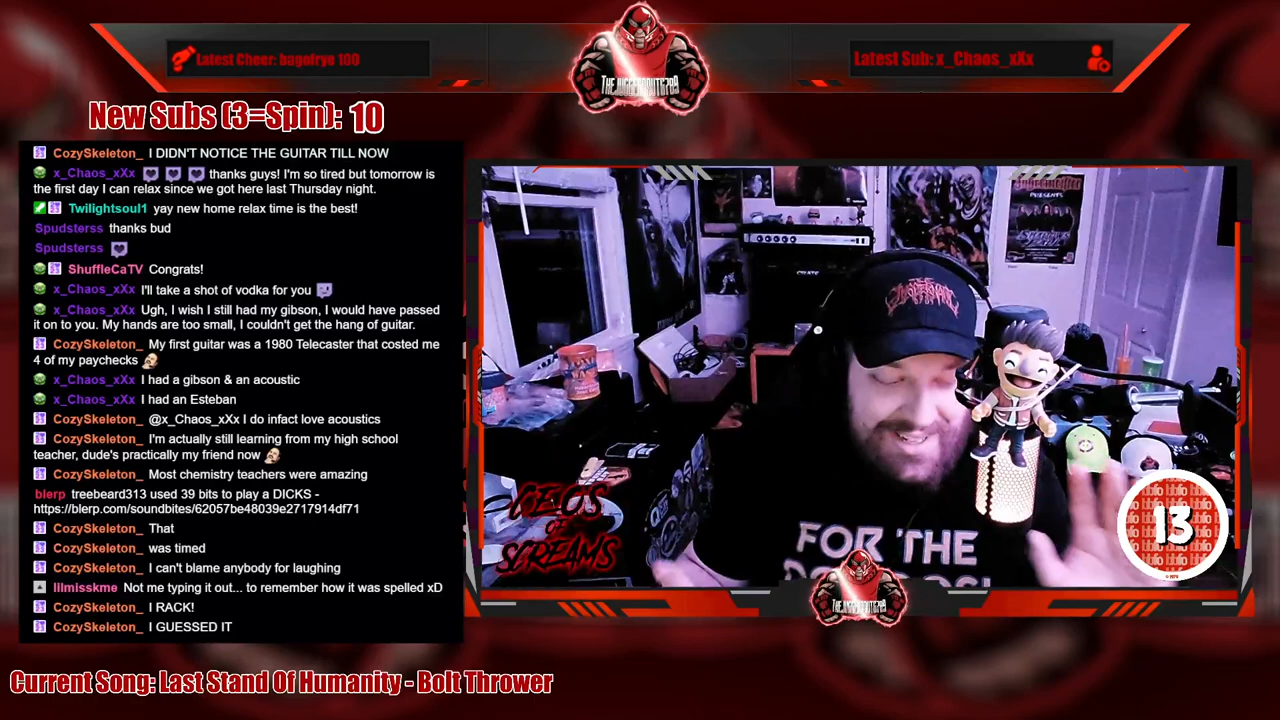 Latest Cheer: bagofrye 100
THEJUGGERNAUT6789
Latest Sub: x_Chaos_xXx
New Subs (3=Spin): 10
CozySkeleton_ I DIDN'T NOTICE THE GUITAR TILL NOW
x_Chaos_xXx thanks guys! I'm so tired but tomorrow is
the first day I can relax since we got here last Thursday night.
Twilightsoul1 yay new home relax time is the best!
Spudsterss thanks bud
Spudsterss
ShuffleCaTV Congrats!
x_Chaos_xXx I'll take a shot of vodka for you
x_Chaos_xXx Ugh, I wish I still had my gibson, I would have passed
it on to you. My hands are too small, I couldn't get the hang of guitar.
CozySkeleton_ My first guitar was a 1980 Telecaster that costed me
4 of my paychecks
x_Chaos_xXx I had a gibson & an acoustic
x_Chaos_xXx I had an Esteban
CozySkeleton_ @x_Chaos_xXx I do infact love acoustics
CozySkeleton_ I'm actually still learning from my high school
teacher, dude's practically my friend now
CozySkeleton_ Most chemistry teachers were amazing
blerp treebeard313 used 39 bits to play a DICKS -
https://blerp.com/soundbites/62057be48039e2717914df71
CozySkeleton_ That
CozySkeleton_ was timed
CozySkeleton_ I can't blame anybody for laughing
lilmisskme Not me typing it out... to remember how it was spelled xD
CozySkeleton_ I RACK!
CozySkeleton_ I GUESSED IT
FOR THE
OF
SCREAMS
13
THEJUGGERNAUT6789
Current Song: Last Stand Of Humanity - Bolt Thrower